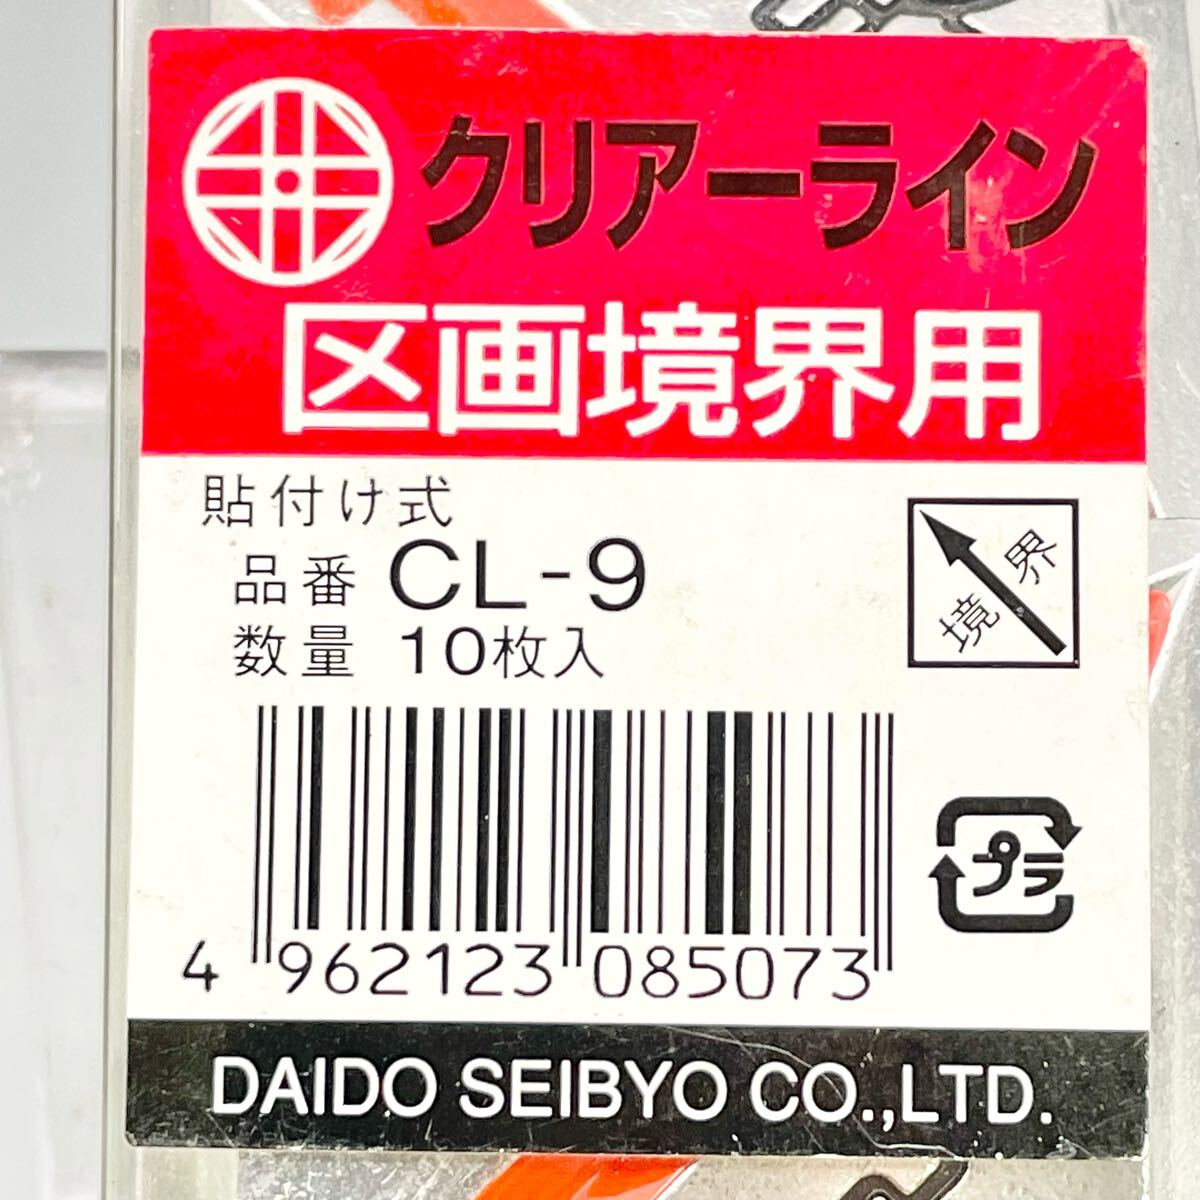 クリアーライン
区画境界用
貼付け式
品番 CL-9
数量 10枚入
境界
プラ
4 962123 085073
DAIDO SEIBYO CO.,LTD.